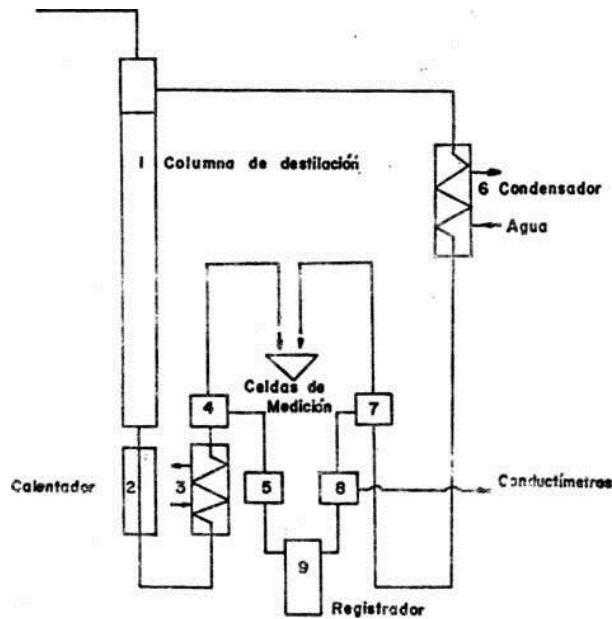 1 Columna de destilación
6 Condensador
Agua
Celdas de
Medición
4
7
Calentador
2
3
5
8
Conductímetros
9
Registrador